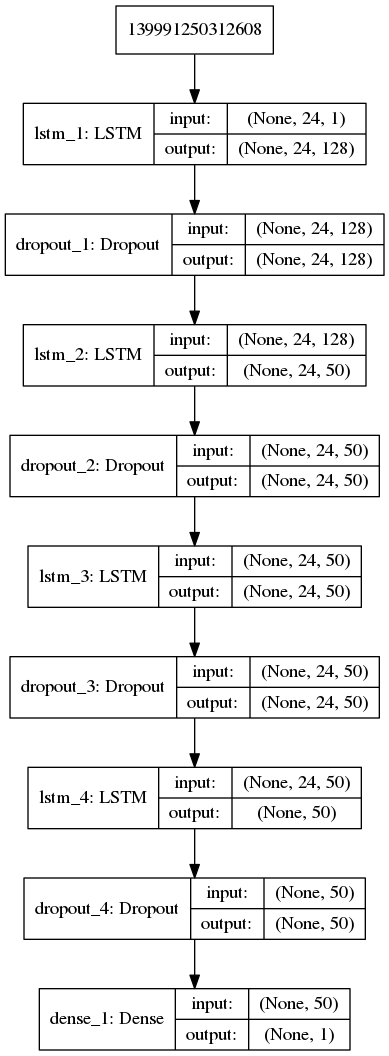 139991250312608
lstm_1: LSTM
input:
(None, 24, 1)
output:
(None, 24, 128)
dropout_1: Dropout
input:
(None, 24, 128)
output:
(None, 24, 128)
lstm_2: LSTM
input:
(None, 24, 128)
output:
(None, 24, 50)
dropout_2: Dropout
input:
(None, 24, 50)
output:
(None, 24, 50)
lstm_3: LSTM
input:
(None, 24, 50)
output:
(None, 24, 50)
dropout_3: Dropout
input:
(None, 24, 50)
output:
(None, 24, 50)
lstm_4: LSTM
input:
(None, 24, 50)
output:
(None, 50)
dropout_4: Dropout
input:
(None, 50)
output:
(None, 50)
dense_1: Dense
input:
(None, 50)
output:
(None, 1)